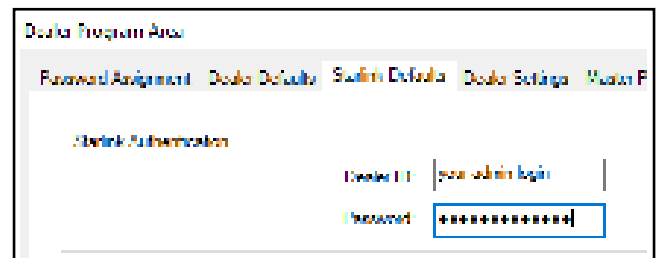 Dealer Program Area
Password Assignment Dealer Defaults Starlink Defaults Dealer Settings Master P
Starlink Authentication
Dealer ID: your admin login
Password: •••••••••••••